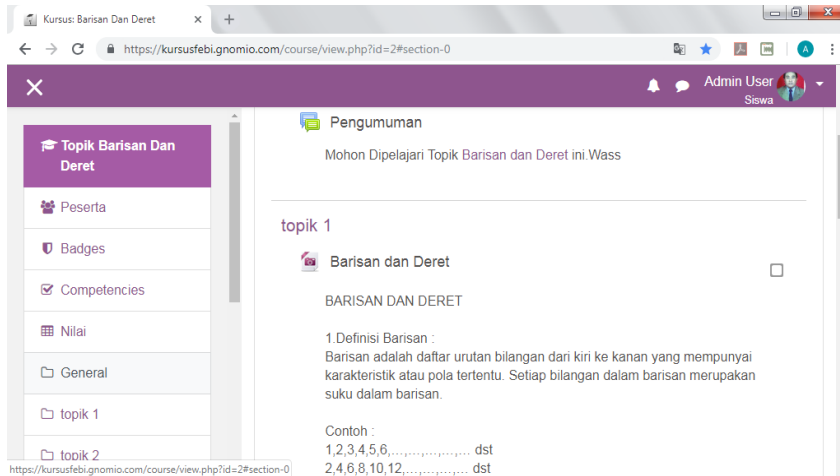 Kursus: Barisan Dan Deret
https://kursusfebi.gnomio.com/course/view.php?id=2#section-0
A
Admin User
Siswa
Topik Barisan Dan
Deret
Peserta
Badges
Competencies
Nilai
General
topik 1
topik 2
https://kursusfebi.gnomio.com/course/view.php?id=2#section-0
Pengumuman
Mohon Dipelajari Topik Barisan dan Deret ini.Wass
topik 1
Barisan dan Deret
BARISAN DAN DERET
1.Definisi Barisan :
Barisan adalah daftar urutan bilangan dari kiri ke kanan yang mempunyai
karakteristik atau pola tertentu. Setiap bilangan dalam barisan merupakan
suku dalam barisan.
Contoh :
1,2,3,4,5,6,…,…,…,…,… dst
2,4,6,8,10,12,…,…,…,… dst